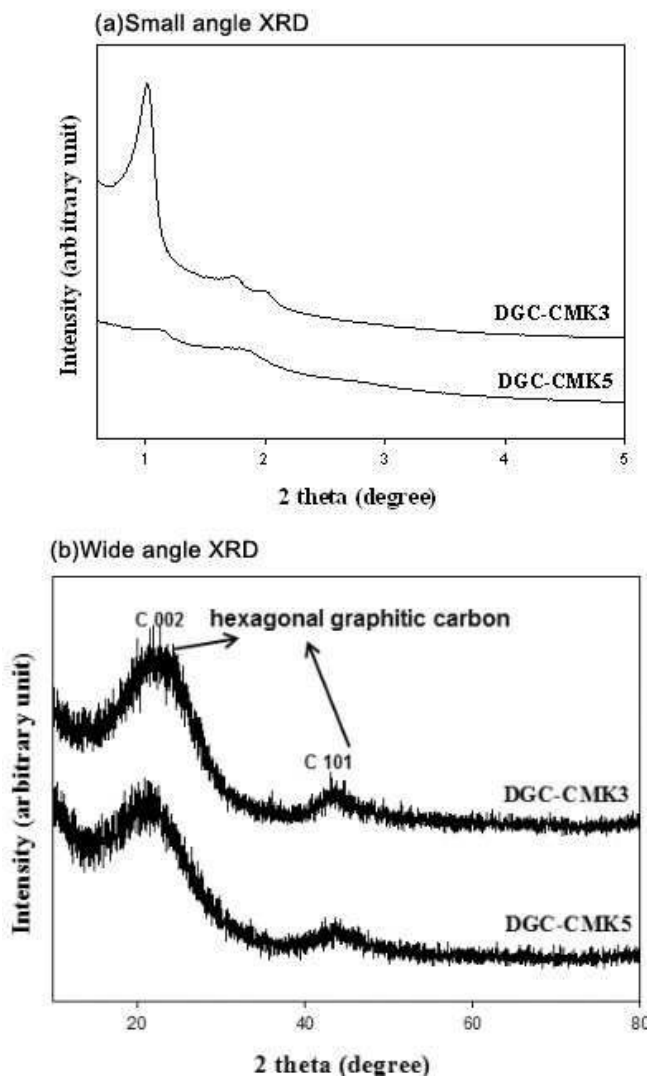 (a)Small angle XRD
Intensity (arbitrary unit)
DGC-CMK3
DGC-CMK5
1 2 3 4 5
2 theta (degree)
(b)Wide angle XRD
C 002 hexagonal graphitic carbon
Intensity (arbitrary unit)
C 101
DGC-CMK3
DGC-CMK5
20 40 60 80
2 theta (degree)